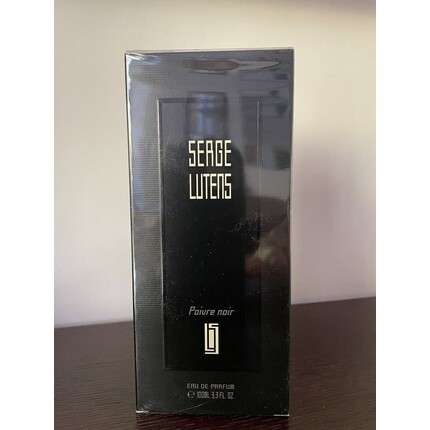 SERGE
LUTENS
Poivre noir
EAU DE PARFUM
℮ 100ML 3.3 FL. OZ.